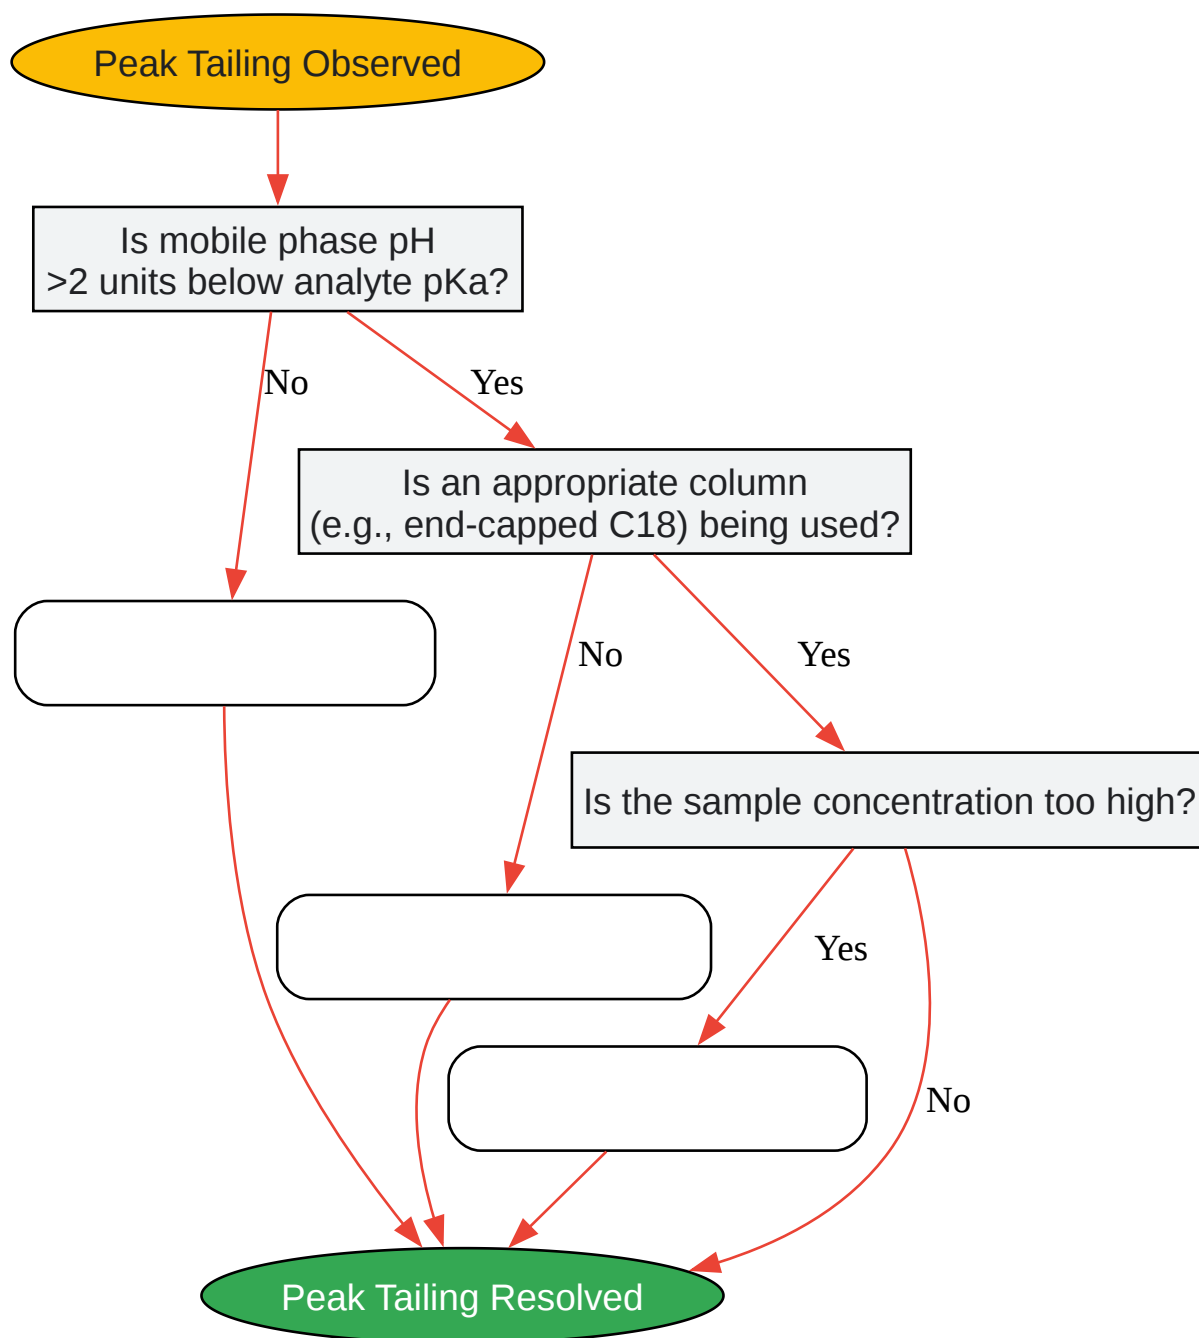 Peak Tailing Observed
Is mobile phase pH
>2 units below analyte pKa?
No
Yes
Is an appropriate column
(e.g., end-capped C18) being used?
No
Yes
Is the sample concentration too high?
Yes
No
Peak Tailing Resolved